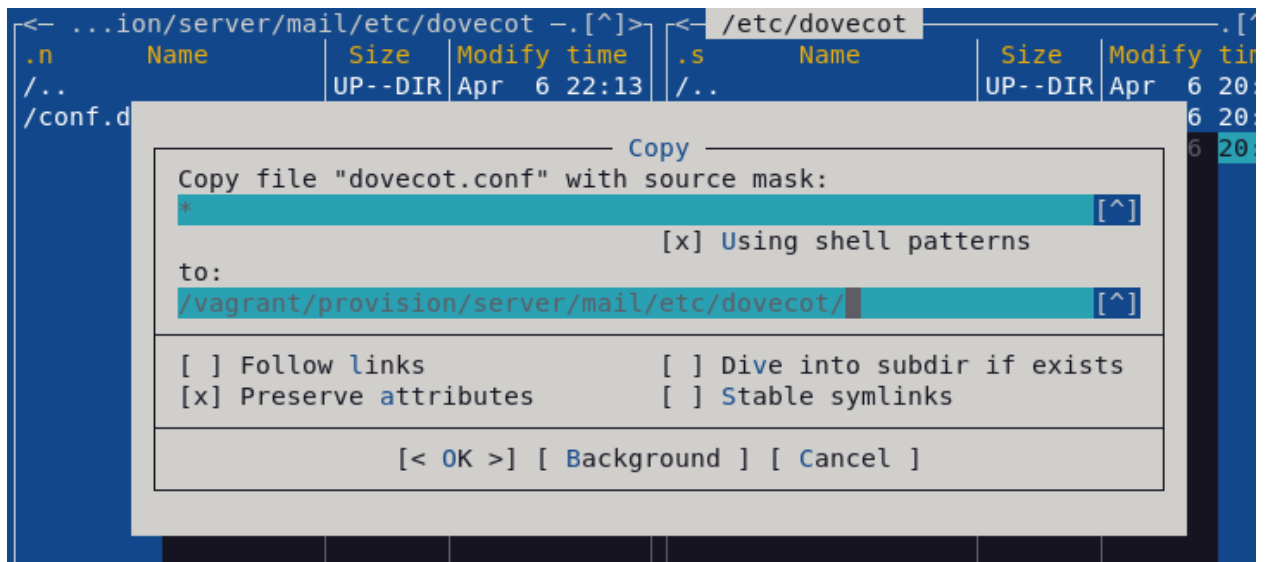 <— ...ion/server/mail/etc/dovecot —.[^]>
<— /etc/dovecot —.[^
.n Name Size Modify time
.s Name Size Modify tim
/.. UP--DIR Apr 6 22:13
/.. UP--DIR Apr 6 20:
/conf.d
6 20:
6 20:
Copy
Copy file "dovecot.conf" with source mask:
* [^]
[x] Using shell patterns
to:
/vagrant/provision/server/mail/etc/dovecot/ [^]
[ ] Follow links [ ] Dive into subdir if exists
[x] Preserve attributes [ ] Stable symlinks
[< OK >] [ Background ] [ Cancel ]